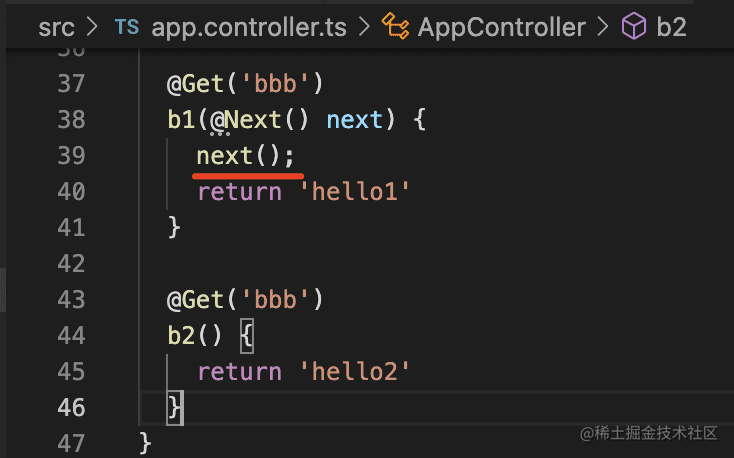 src > TS app.controller.ts > AppController > b2
36
37 @Get('bbb')
38 b1(@Next() next) {
39 next();
40 return 'hello1'
41 }
42
43 @Get('bbb')
44 b2() {
45 return 'hello2'
46 }
47 }
@稀土掘金技术社区